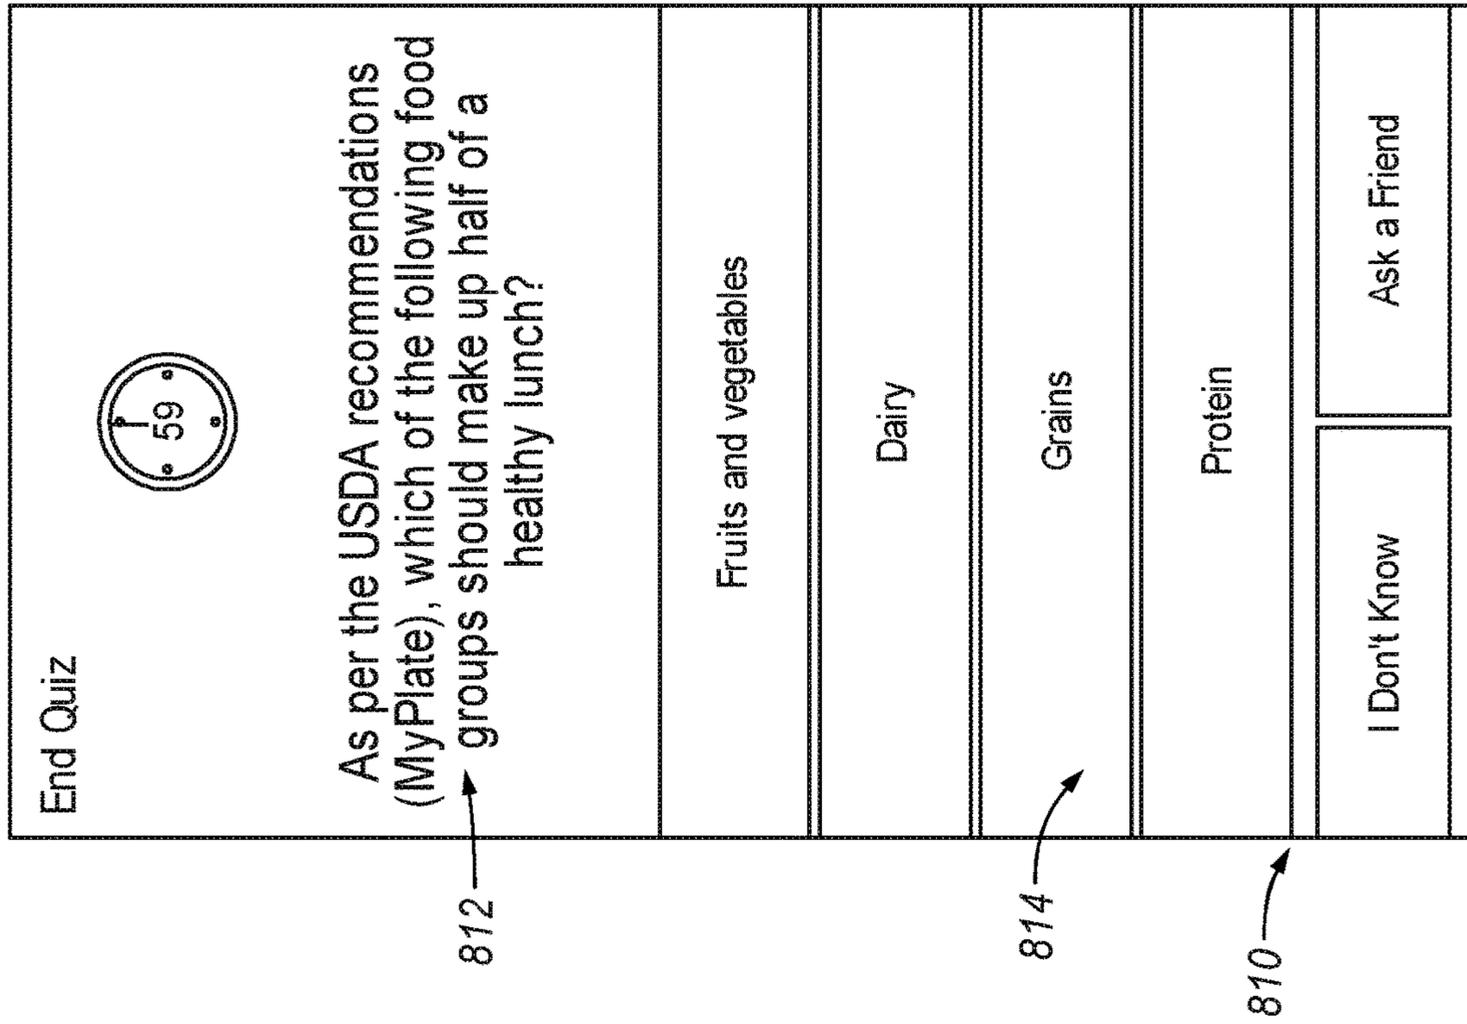 End Quiz
59
As per the USDA recommendations
(MyPlate), which of the following food
groups should make up half of a
healthy lunch?
812
Fruits and vegetables
Dairy
Grains
814
Protein
810
I Don't Know
Ask a Friend